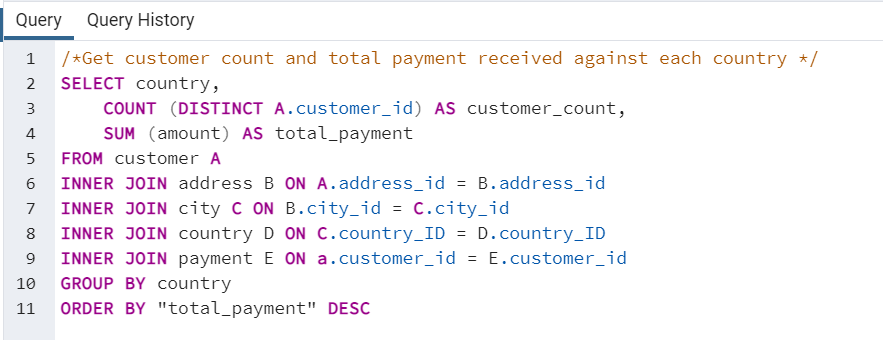 Query Query History
1 /*Get customer count and total payment received against each country */
2 SELECT country,
3 COUNT (DISTINCT A.customer_id) AS customer_count,
4 SUM (amount) AS total_payment
5 FROM customer A
6 INNER JOIN address B ON A.address_id = B.address_id
7 INNER JOIN city C ON B.city_id = C.city_id
8 INNER JOIN country D ON C.country_ID = D.country_ID
9 INNER JOIN payment E ON a.customer_id = E.customer_id
10 GROUP BY country
11 ORDER BY "total_payment" DESC